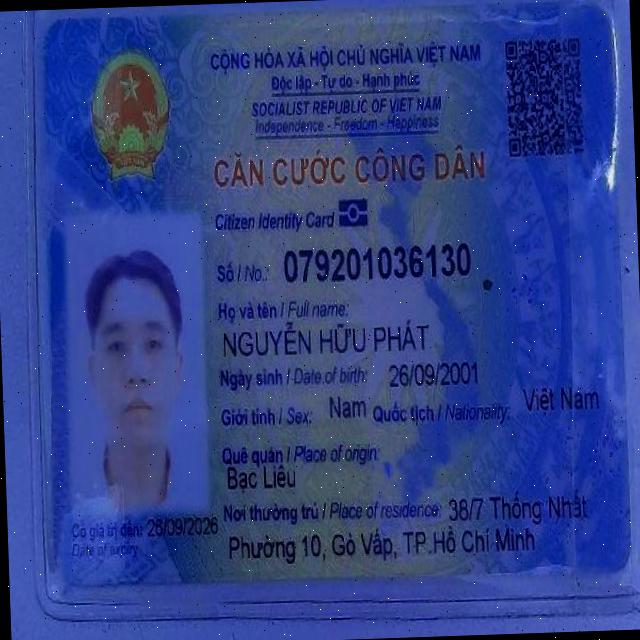 CỘNG HÒA XÃ HỘI CHỦ NGHĨA VIỆT NAM
Độc lập - Tự do - Hạnh phúc
SOCIALIST REPUBLIC OF VIET NAM
Independence - Freedom - Happiness
CĂN CƯỚC CÔNG DÂN
Citizen Identity Card
Số / No.: 079201036130
Họ và tên / Full name:
NGUYỄN HỮU PHÁT
Ngày sinh / Date of birth: 26/09/2001
Giới tính / Sex: Nam Quốc tịch / Nationality: Việt Nam
Quê quán / Place of origin:
Bạc Liêu
Nơi thường trú / Place of residence: 38/7 Thống Nhất
Phường 10, Gò Vấp, TP.Hồ Chí Minh
Có giá trị đến: 26/09/2026
Date of expiry